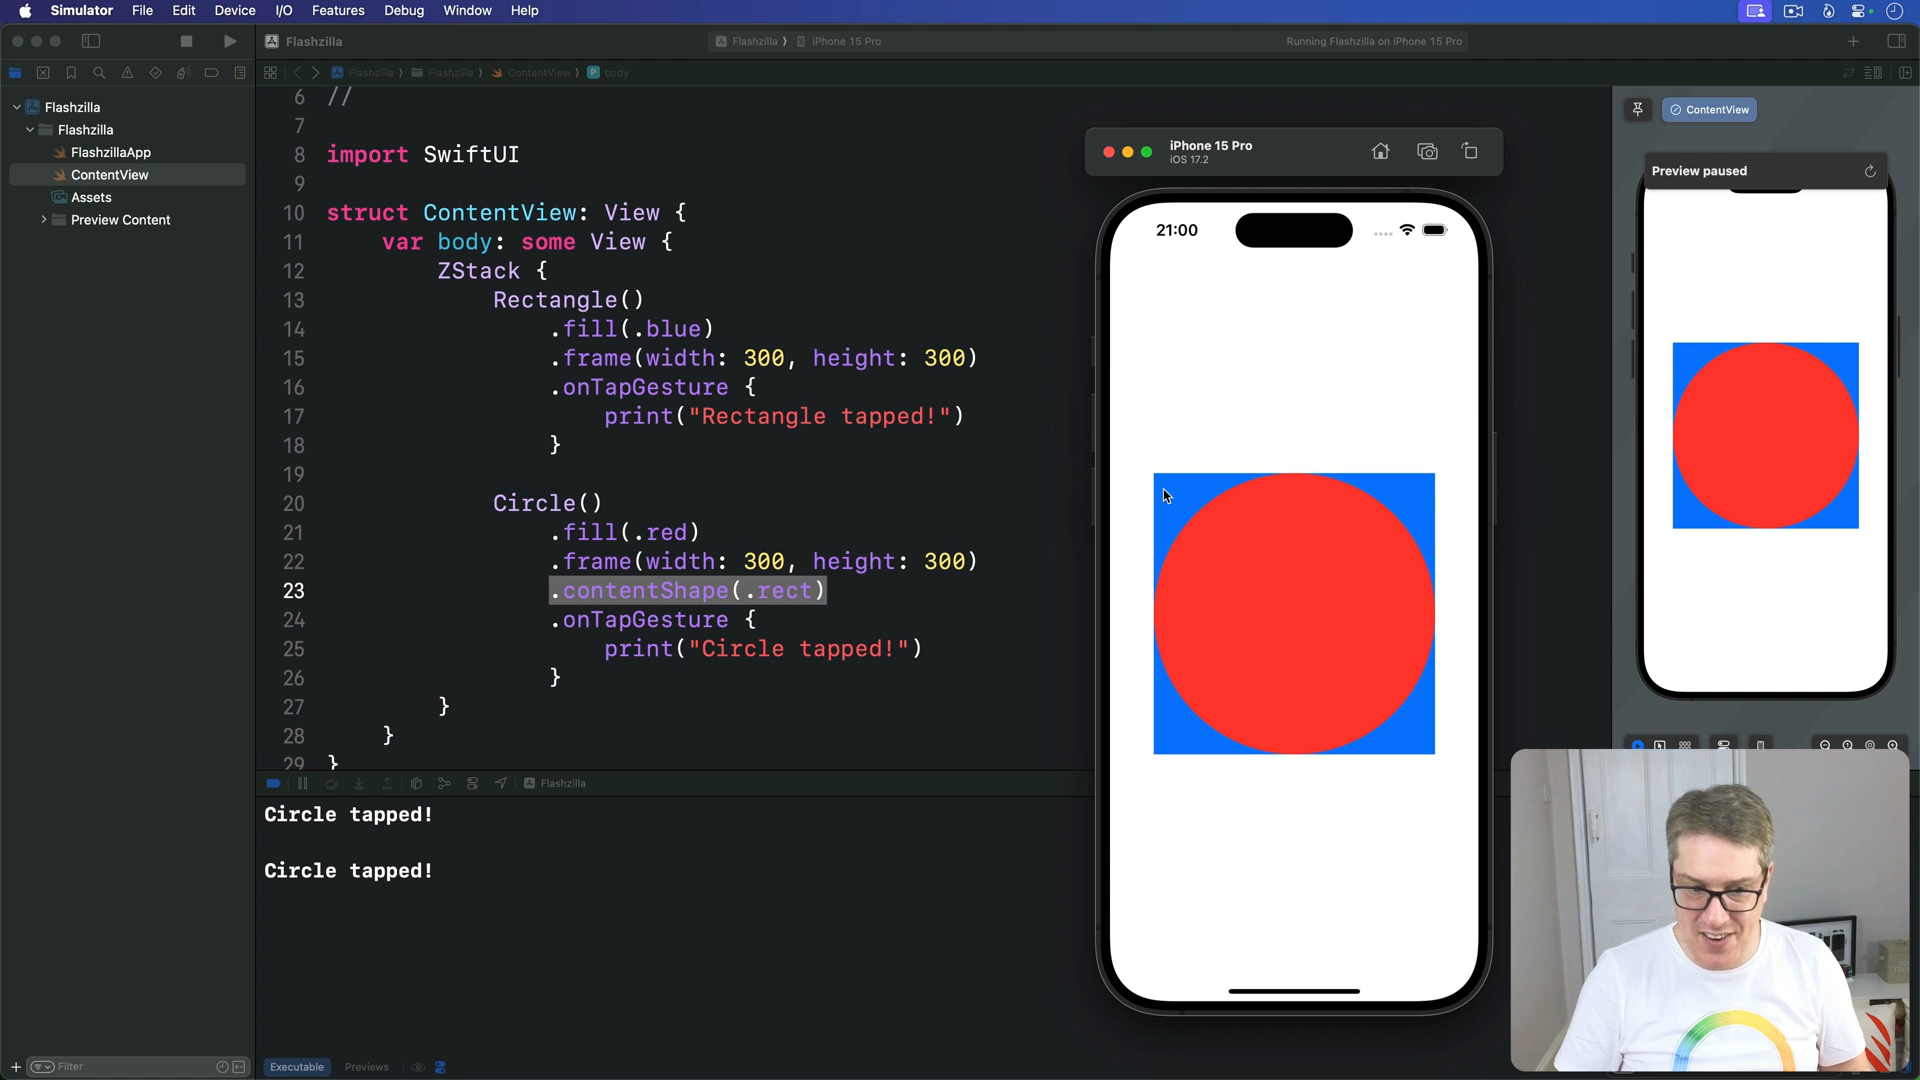 Simulator File Edit Device I/O Features Debug Window Help
Flashzilla
Flashzilla iPhone 15 Pro
Running Flashzilla on iPhone 15 Pro
Flashzilla Flashzilla ContentView body
Flashzilla
Flashzilla
FlashzillaApp
ContentView
Assets
Preview Content
6 //
7
8 import SwiftUI
9
10 struct ContentView: View {
11 var body: some View {
12 ZStack {
13 Rectangle()
14 .fill(.blue)
15 .frame(width: 300, height: 300)
16 .onTapGesture {
17 print("Rectangle tapped!")
18 }
19
20 Circle()
21 .fill(.red)
22 .frame(width: 300, height: 300)
23 .contentShape(.rect)
24 .onTapGesture {
25 print("Circle tapped!")
26 }
27 }
28 }
29 }
Flashzilla
Circle tapped!
Circle tapped!
Filter
Executable Previews
iPhone 15 Pro
iOS 17.2
21:00
ContentView
Preview paused